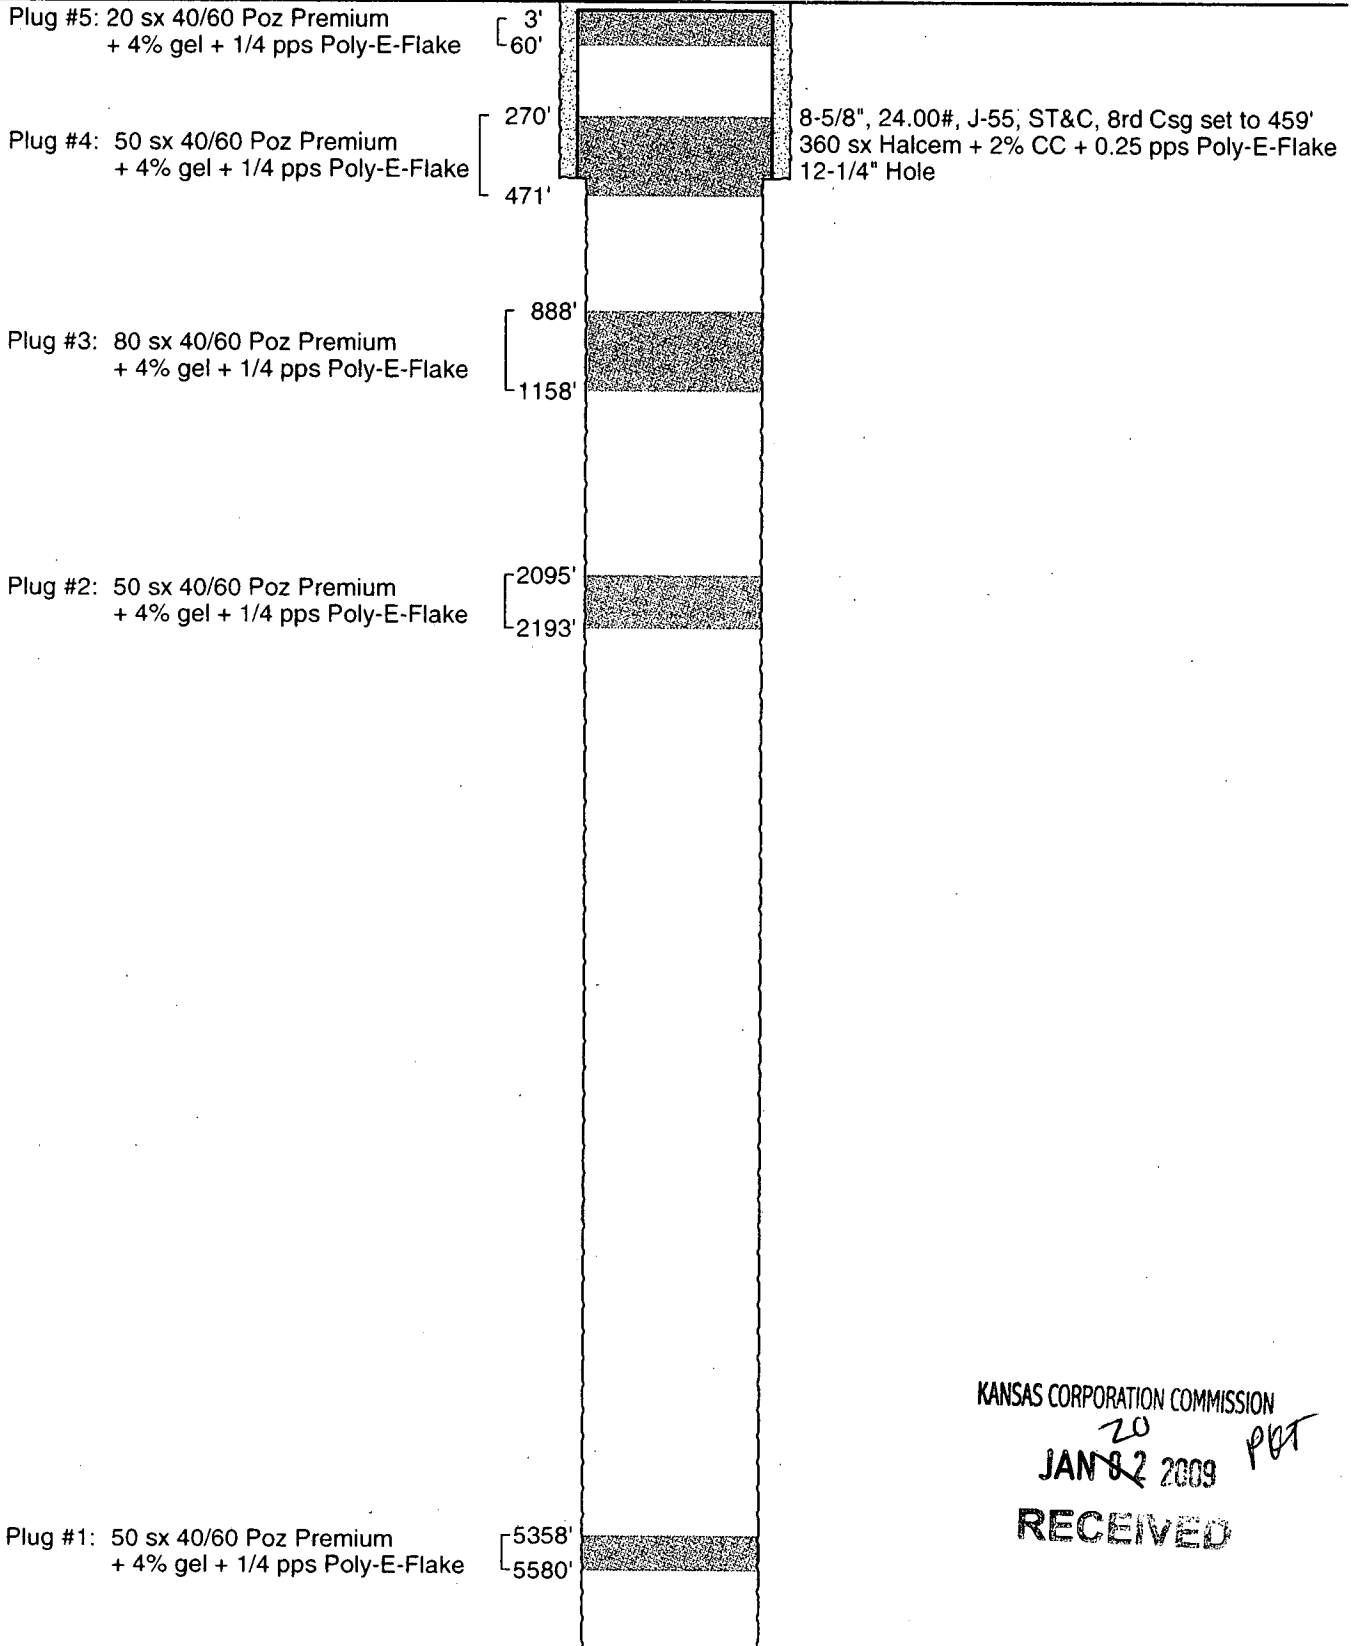 Plug #5: 20 sx 40/60 Poz Premium
+ 4% gel + 1/4 pps Poly-E-Flake
3'
60'
270'
Plug #4: 50 sx 40/60 Poz Premium
+ 4% gel + 1/4 pps Poly-E-Flake
471'
8-5/8", 24.00#, J-55, ST&C, 8rd Csg set to 459'
360 sx Halcem + 2% CC + 0.25 pps Poly-E-Flake
12-1/4" Hole
888'
Plug #3: 80 sx 40/60 Poz Premium
+ 4% gel + 1/4 pps Poly-E-Flake
1158'
2095'
Plug #2: 50 sx 40/60 Poz Premium
+ 4% gel + 1/4 pps Poly-E-Flake
2193'
KANSAS CORPORATION COMMISSION
20
JAN 02 2009
RECEIVED
5358'
Plug #1: 50 sx 40/60 Poz Premium
+ 4% gel + 1/4 pps Poly-E-Flake
5580'